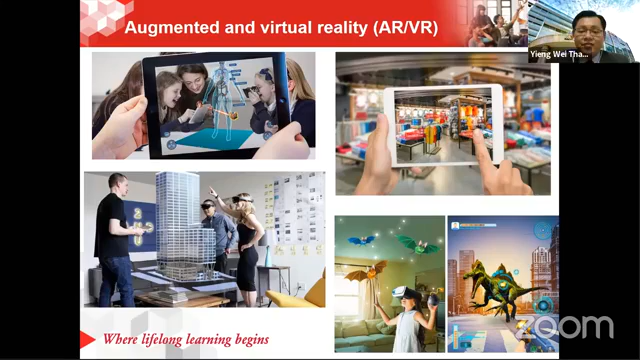 Augmented and virtual reality (AR/VR)
Yieng Wei Tha...
Where lifelong learning begins
zoom